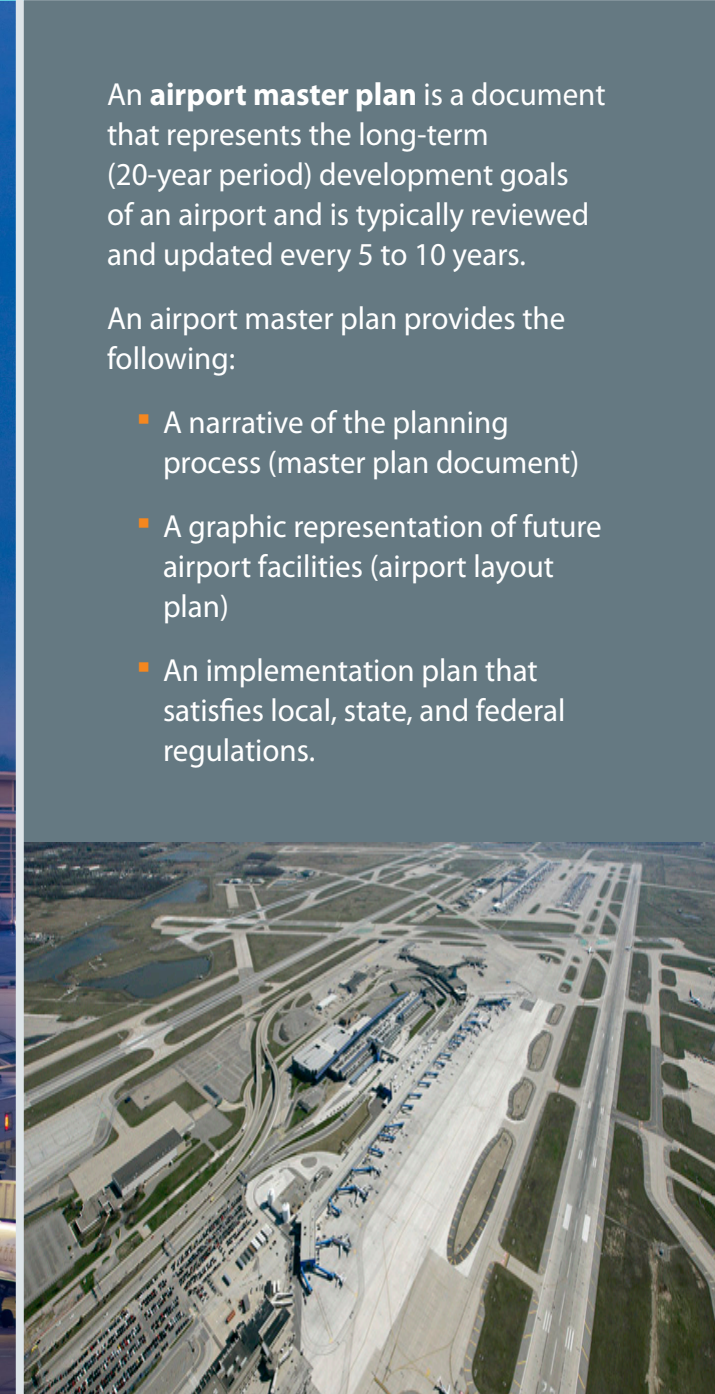 An airport master plan is a document
that represents the long-term
(20-year period) development goals
of an airport and is typically reviewed
and updated every 5 to 10 years.
An airport master plan provides the
following:
▪ A narrative of the planning
process (master plan document)
▪ A graphic representation of future
airport facilities (airport layout
plan)
▪ An implementation plan that
satisfies local, state, and federal
regulations.